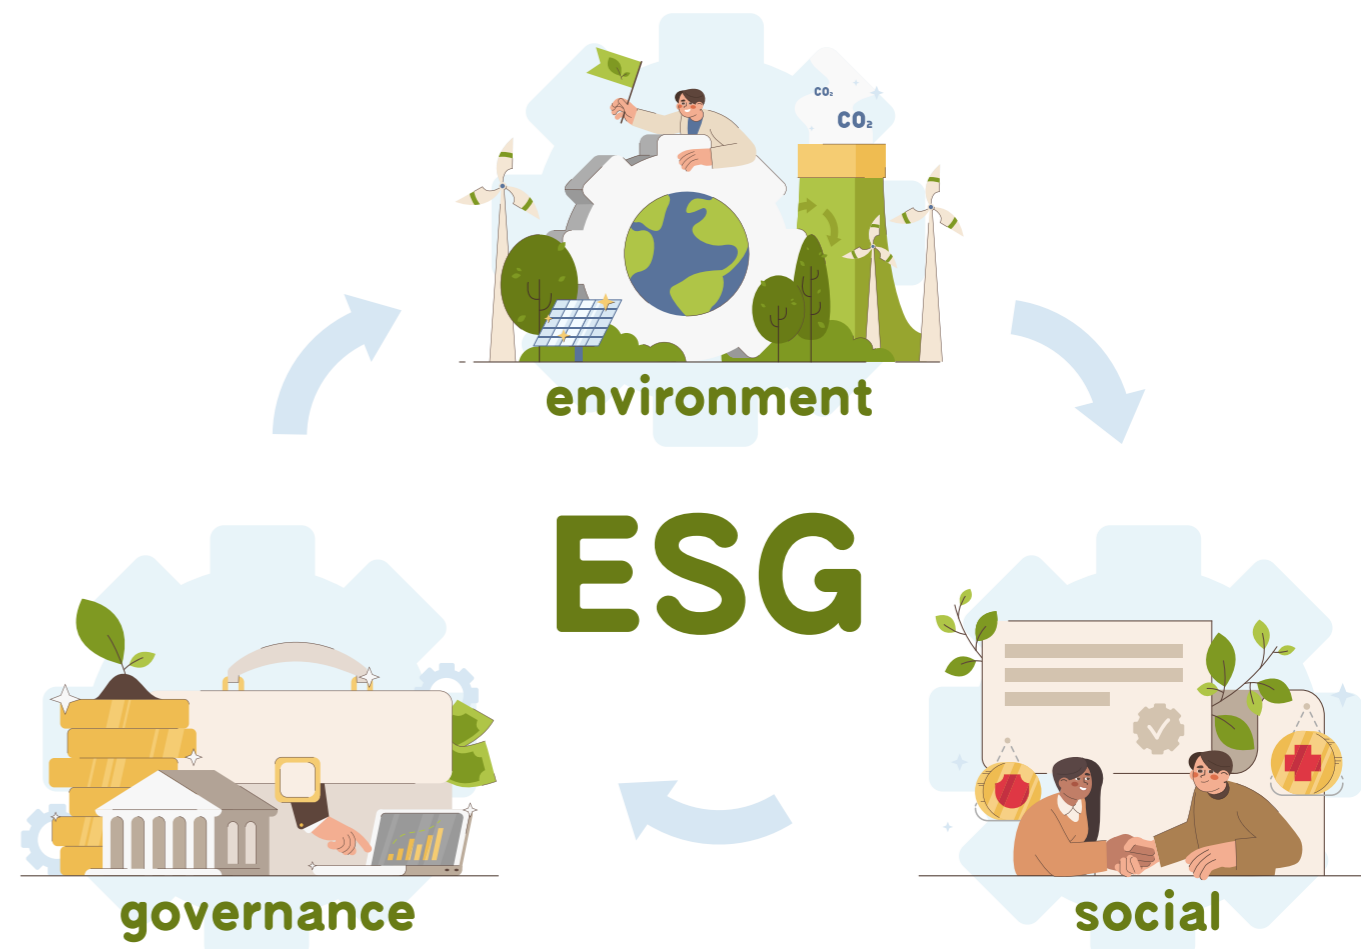 CO₂
CO₂
environment
ESG
governance
social